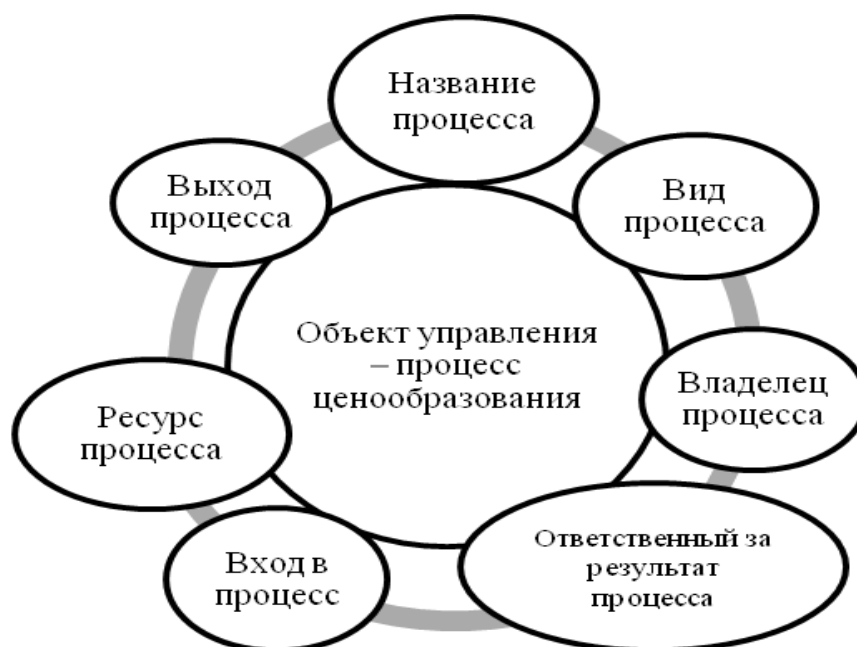 Название
процесса
Вид
процесса
Владелец
процесса
Ответственный за
результат
процесса
Вход в
процесс
Ресурс
процесса
Выход
процесса
Объект управления
– процесс
ценообразования